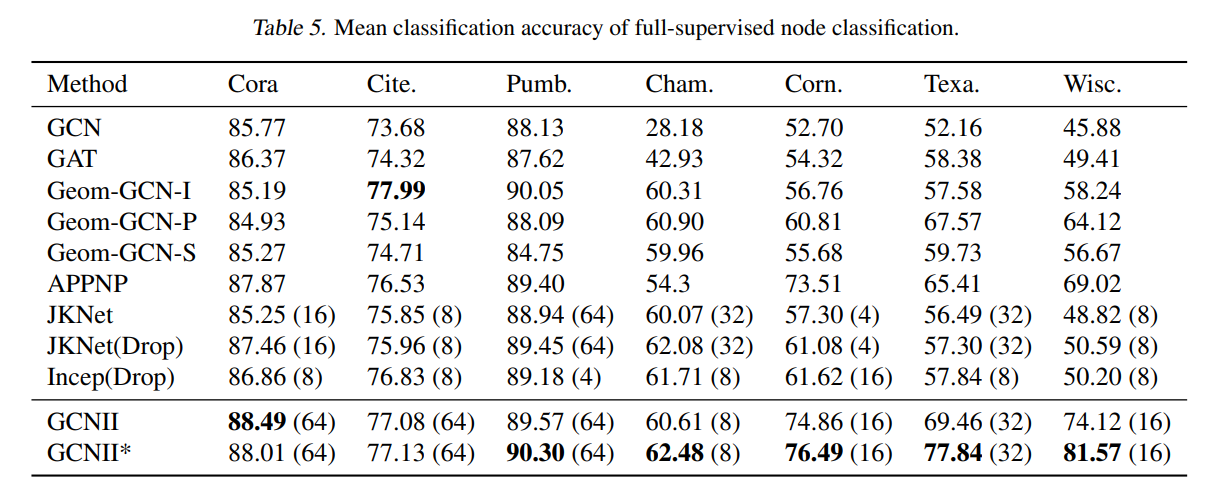 Table 5. Mean classification accuracy of full-supervised node classification.
Method Cora Cite. Pumb. Cham. Corn. Texa. Wisc.
GCN 85.77 73.68 88.13 28.18 52.70 52.16 45.88
GAT 86.37 74.32 87.62 42.93 54.32 58.38 49.41
Geom-GCN-I 85.19 77.99 90.05 60.31 56.76 57.58 58.24
Geom-GCN-P 84.93 75.14 88.09 60.90 60.81 67.57 64.12
Geom-GCN-S 85.27 74.71 84.75 59.96 55.68 59.73 56.67
APPNP 87.87 76.53 89.40 54.3 73.51 65.41 69.02
JKNet 85.25 (16) 75.85 (8) 88.94 (64) 60.07 (32) 57.30 (4) 56.49 (32) 48.82 (8)
JKNet(Drop) 87.46 (16) 75.96 (8) 89.45 (64) 62.08 (32) 61.08 (4) 57.30 (32) 50.59 (8)
Incep(Drop) 86.86 (8) 76.83 (8) 89.18 (4) 61.71 (8) 61.62 (16) 57.84 (8) 50.20 (8)
GCNII 88.49 (64) 77.08 (64) 89.57 (64) 60.61 (8) 74.86 (16) 69.46 (32) 74.12 (16)
GCNII* 88.01 (64) 77.13 (64) 90.30 (64) 62.48 (8) 76.49 (16) 77.84 (32) 81.57 (16)